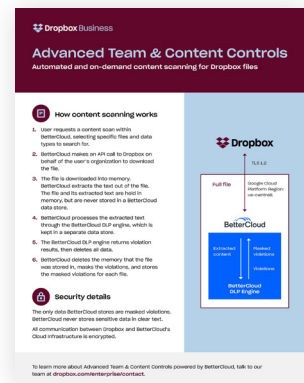 Dropbox Business
Advanced Team & Content Controls
Automated and on-demand content scanning for Dropbox files
How content scanning works
1. User requests a content scan within
BetterCloud, selecting specific files and data
types to search for.
2. BetterCloud makes an API call to Dropbox on
behalf of the user's organization to download
the file.
3. The file is downloaded into memory.
BetterCloud extracts the text out of the file.
The file and its extracted text are held in
memory, but are never stored in a BetterCloud
data store.
4. BetterCloud processes the extracted text
through the BetterCloud DLP engine, which is
kept in a separate data store.
5. The BetterCloud DLP engine returns violation
results, then deletes all data.
6. BetterCloud deletes the memory that the file
was stored in, masks the violations, and stores
the masked violations for each file.
Security details
The only data BetterCloud stores are masked violations.
BetterCloud never stores sensitive data in clear text.
All communication between Dropbox and BetterCloud's
Cloud Infrastructure is encrypted.
Dropbox
TLS 1.2
Full file
Google Cloud
Platform Region
us-central1
BetterCloud
Extracted
content
Masked
violations
Violations
BetterCloud
DLP Engine
To learn more about Advanced Team & Content Controls powered by BetterCloud, talk to our
team at dropbox.com/enterprise/contact.